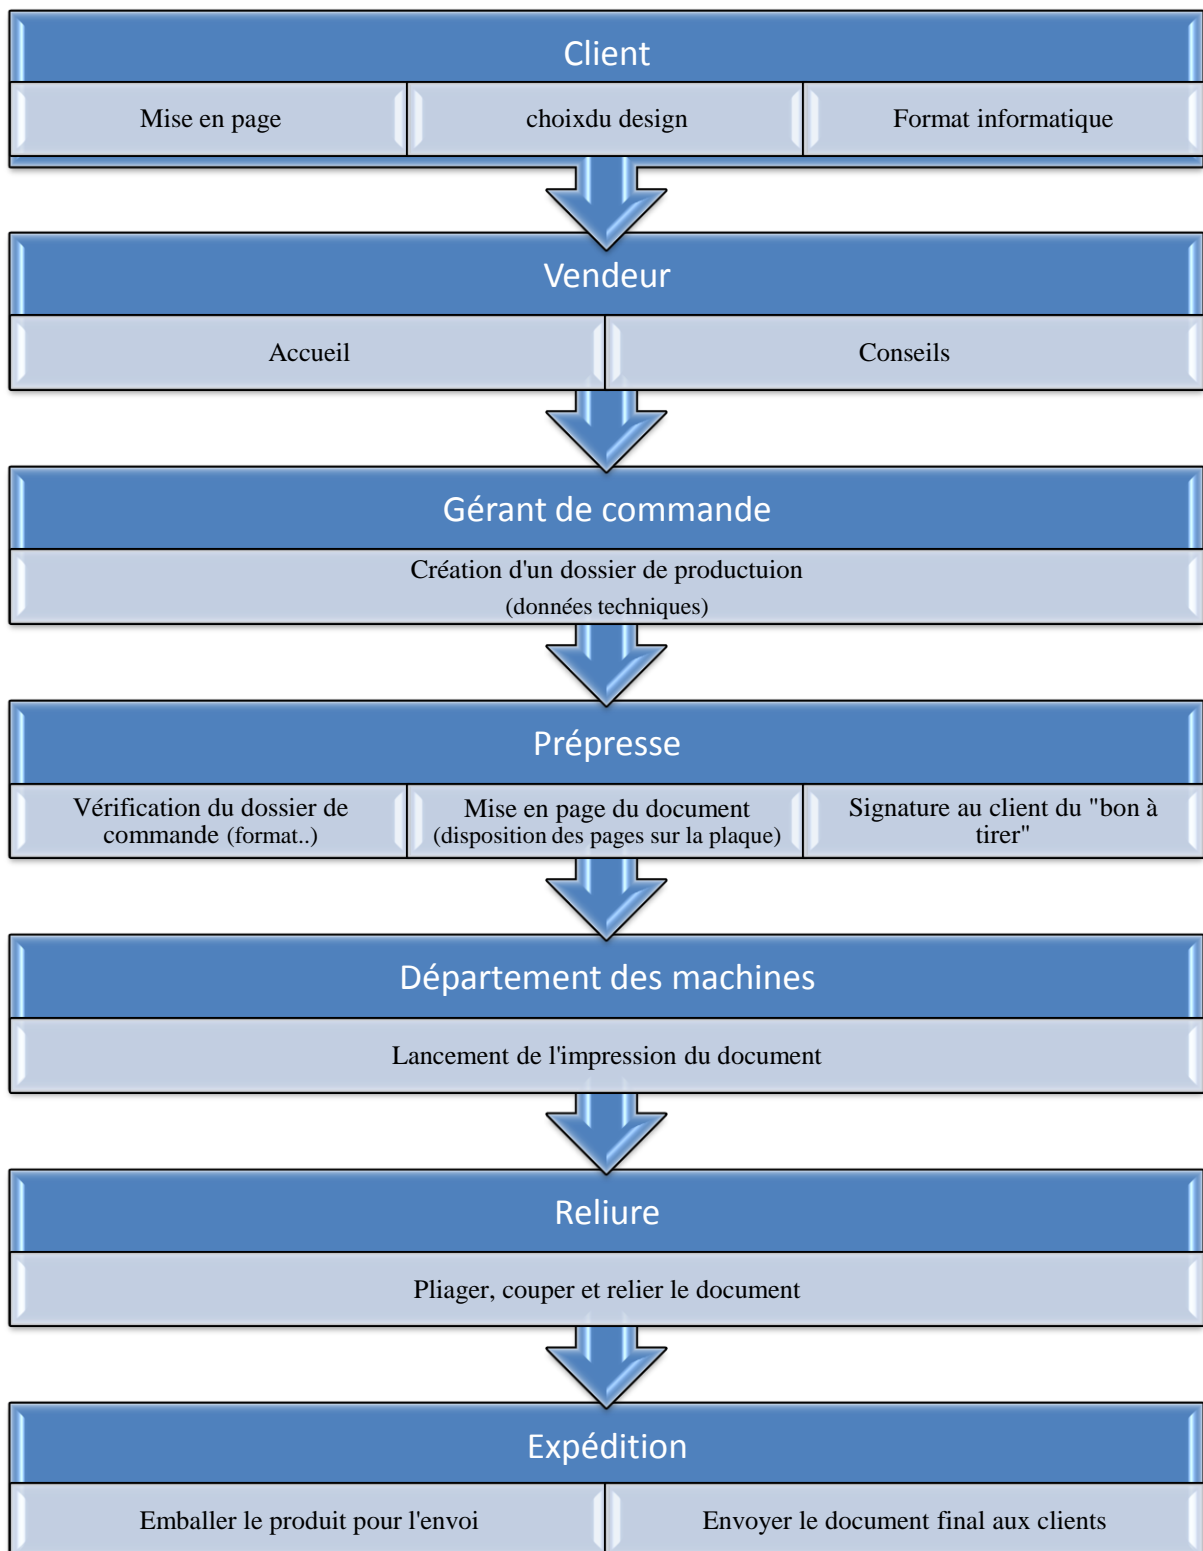 Client
Mise en page
choixdu design
Format informatique
Vendeur
Accueil
Conseils
Gérant de commande
Création d'un dossier de productuion
(données techniques)
Prépresse
Vérification du dossier de
commande (format..)
Mise en page du document
(disposition des pages sur la plaque)
Signature au client du "bon à
tirer"
Département des machines
Lancement de l'impression du document
Reliure
Pliager, couper et relier le document
Expédition
Emballer le produit pour l'envoi
Envoyer le document final aux clients